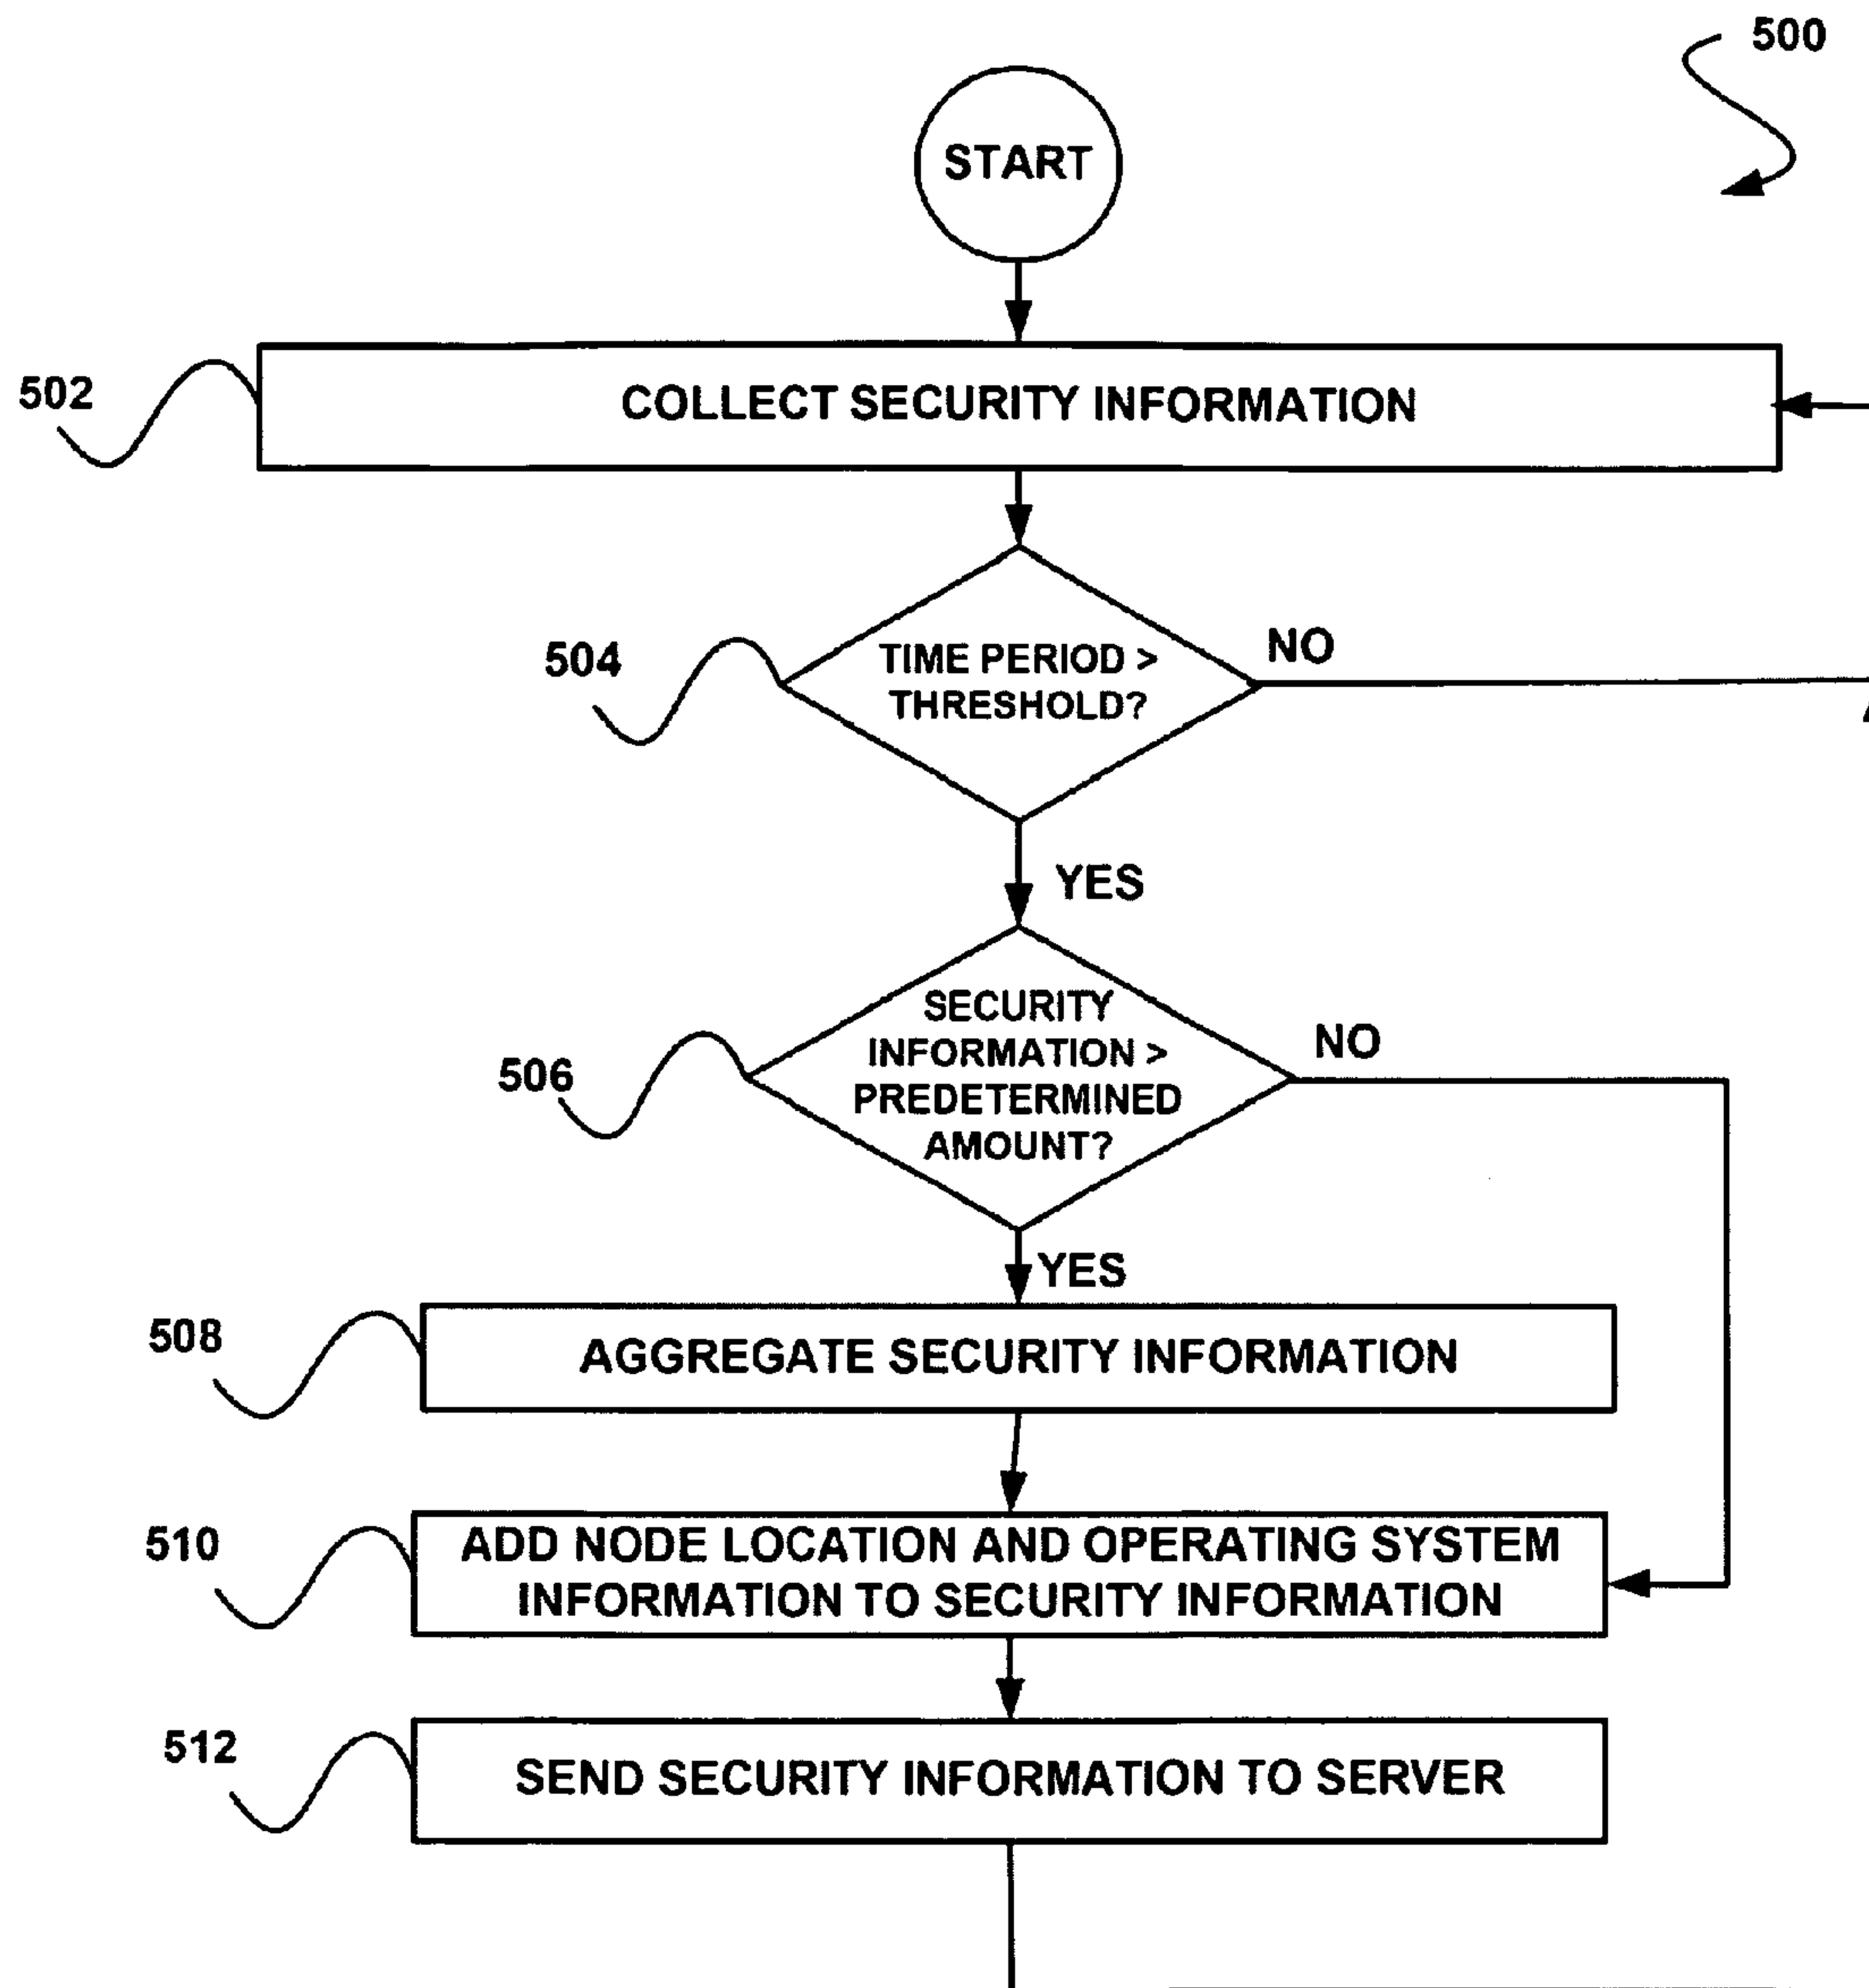 500
START
502
COLLECT SECURITY INFORMATION
504
TIME PERIOD >
THRESHOLD?
NO
YES
506
SECURITY
INFORMATION >
PREDETERMINED
AMOUNT?
NO
YES
508
AGGREGATE SECURITY INFORMATION
510
ADD NODE LOCATION AND OPERATING SYSTEM
INFORMATION TO SECURITY INFORMATION
512
SEND SECURITY INFORMATION TO SERVER